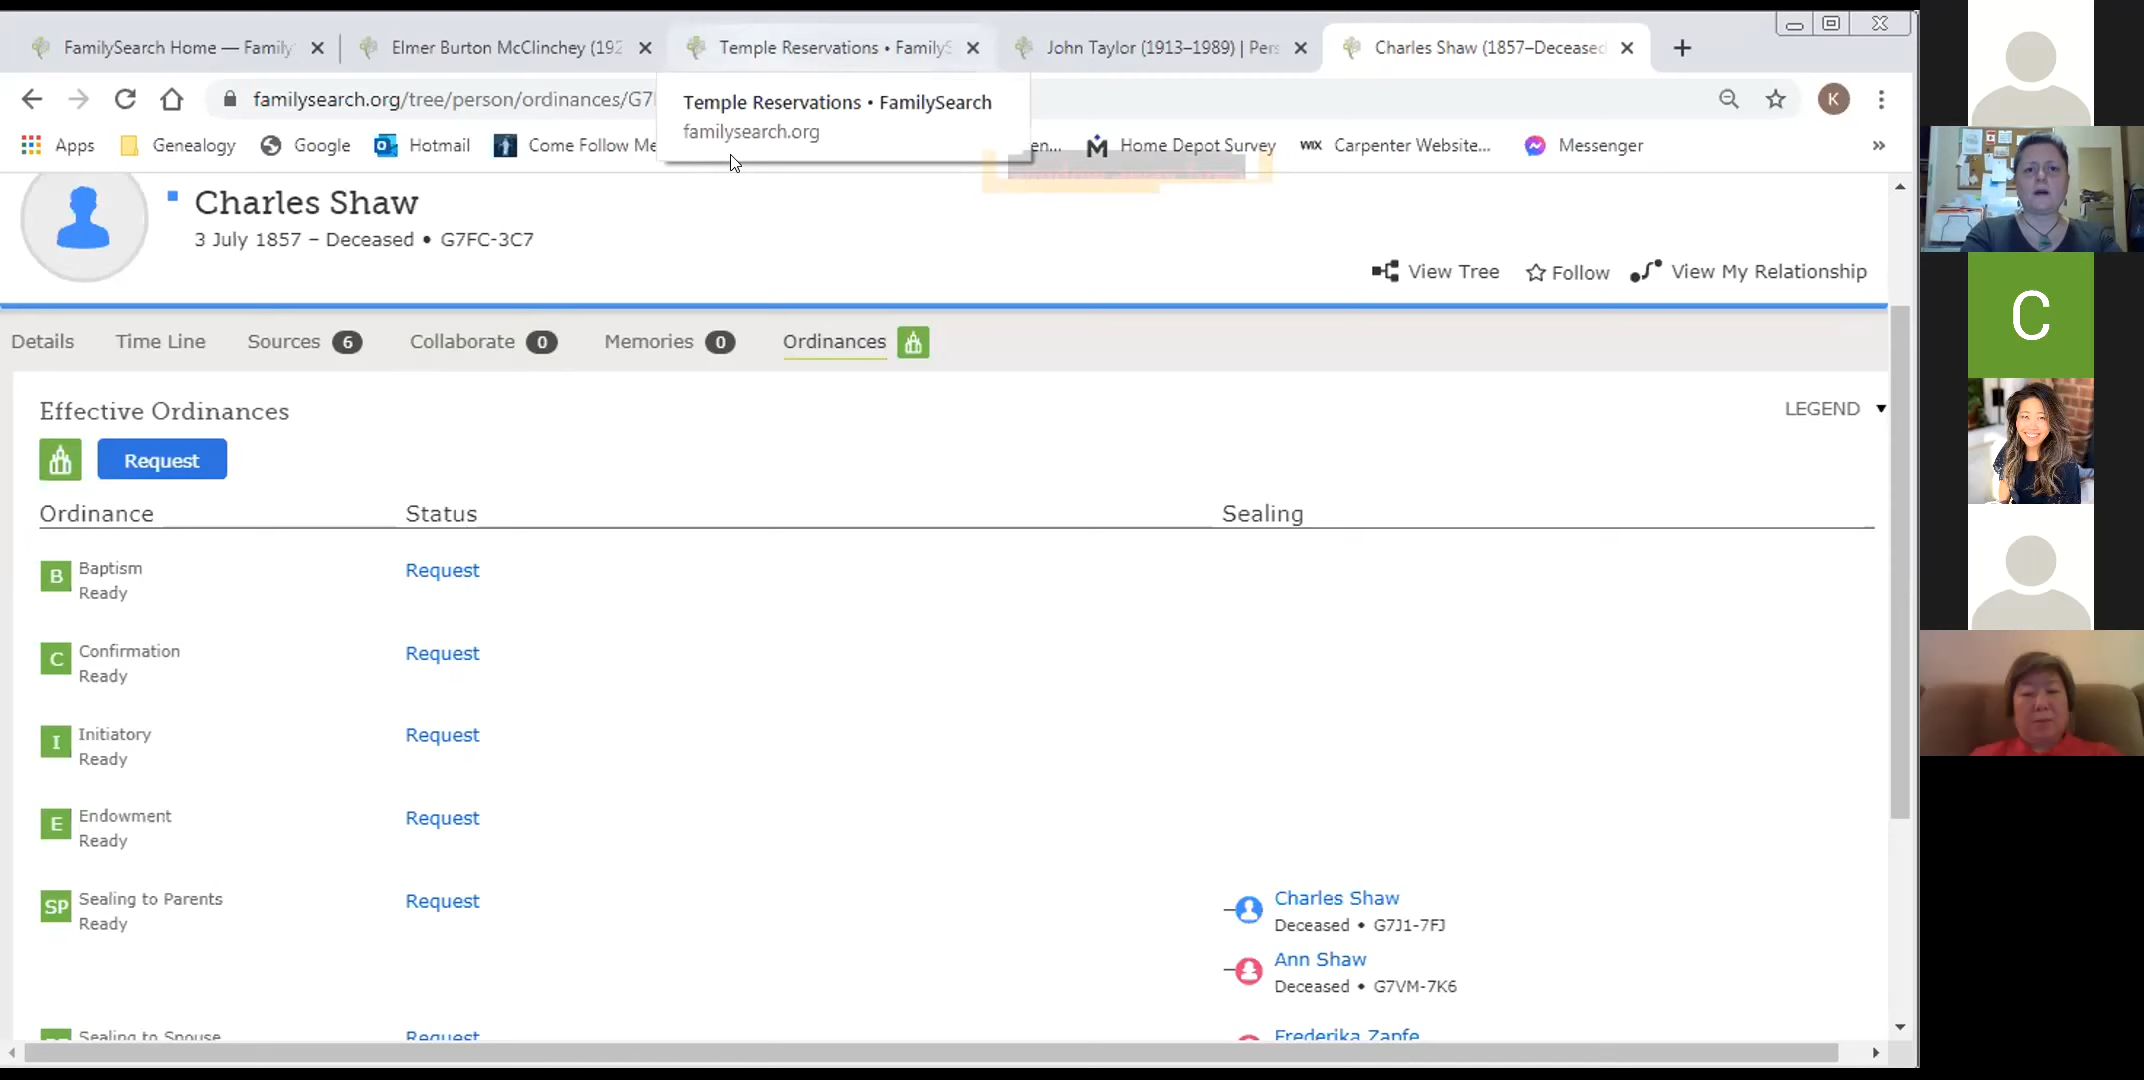 FamilySearch Home — Family
Elmer Burton McClinchey (192
Temple Reservations • FamilyS
John Taylor (1913–1989) | Pers
Charles Shaw (1857–Deceased
familysearch.org/tree/person/ordinances/G7
Temple Reservations • FamilySearch
familysearch.org
K
Apps
Genealogy
Google
Hotmail
Come Follow Me
en...
Home Depot Survey
WIX Carpenter Website...
Messenger
»
Charles Shaw
3 July 1857 – Deceased • G7FC-3C7
View Tree
Follow
View My Relationship
Details
Time Line
Sources 6
Collaborate 0
Memories 0
Ordinances
Effective Ordinances
LEGEND
Request
Ordinance
Status
Sealing
B Baptism
Ready
Request
C Confirmation
Ready
Request
I Initiatory
Ready
Request
E Endowment
Ready
Request
SP Sealing to Parents
Ready
Request
Charles Shaw
Deceased • G7J1-7FJ
Ann Shaw
Deceased • G7VM-7K6
Sealing to Spouse
Request
Frederika Zapfe
C